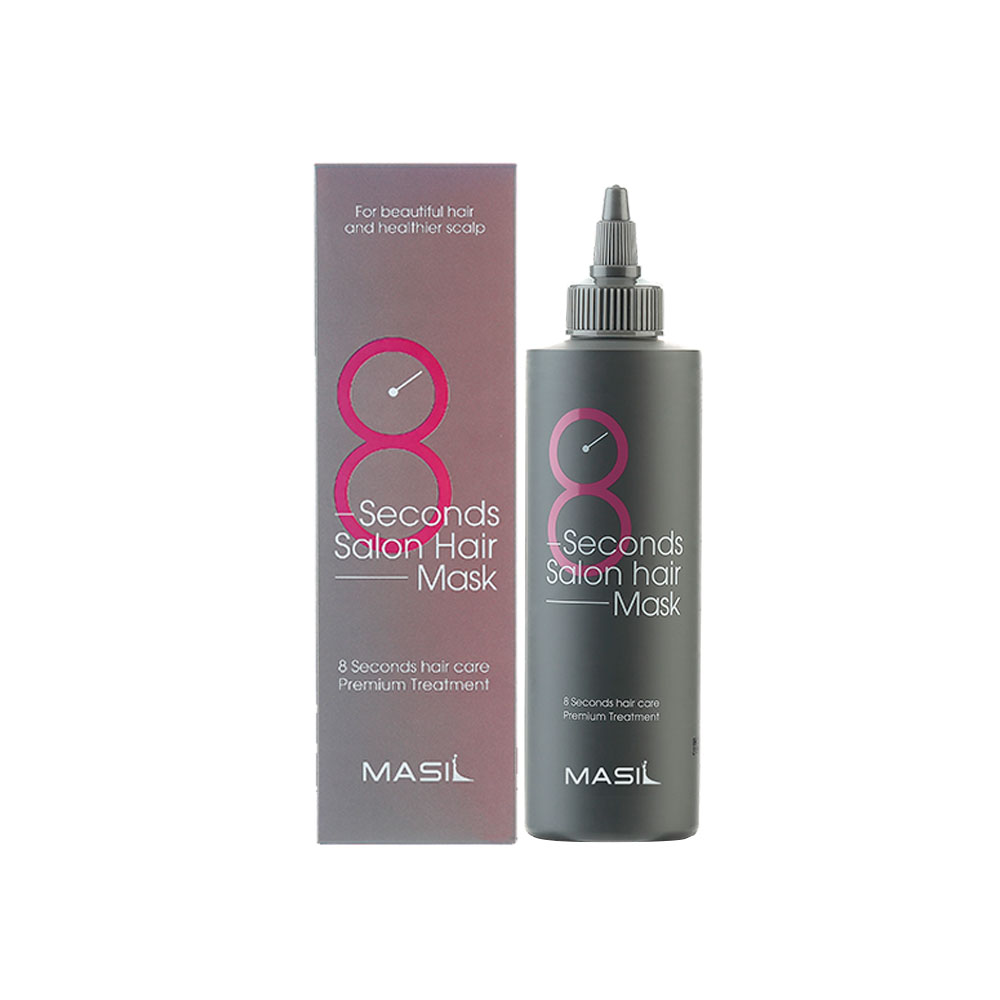 For beautiful hair
and healthier scalp
8
Seconds
Salon Hair
Mask
8 Seconds hair care
Premium Treatment
MASIL
8
Seconds
Salon hair
Mask
8 Seconds hair care
Premium Treatment
MASIL